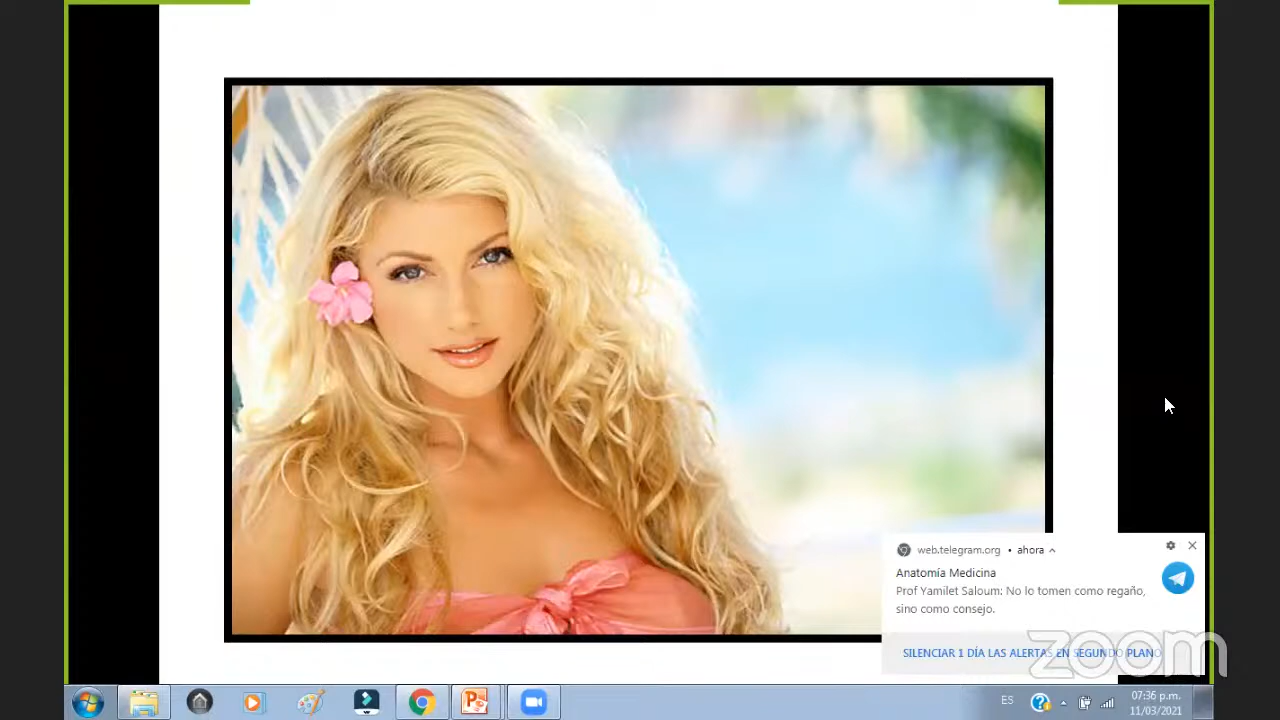 web.telegram.org • ahora
Anatomía Medicina
Prof Yamilet Saloum: No lo tomen como regaño,
sino como consejo.
SILENCIAR 1 DÍA LAS ALERTAS EN SEGUNDO PLANO
zoom
ES
07:36 p.m.
11/03/2021